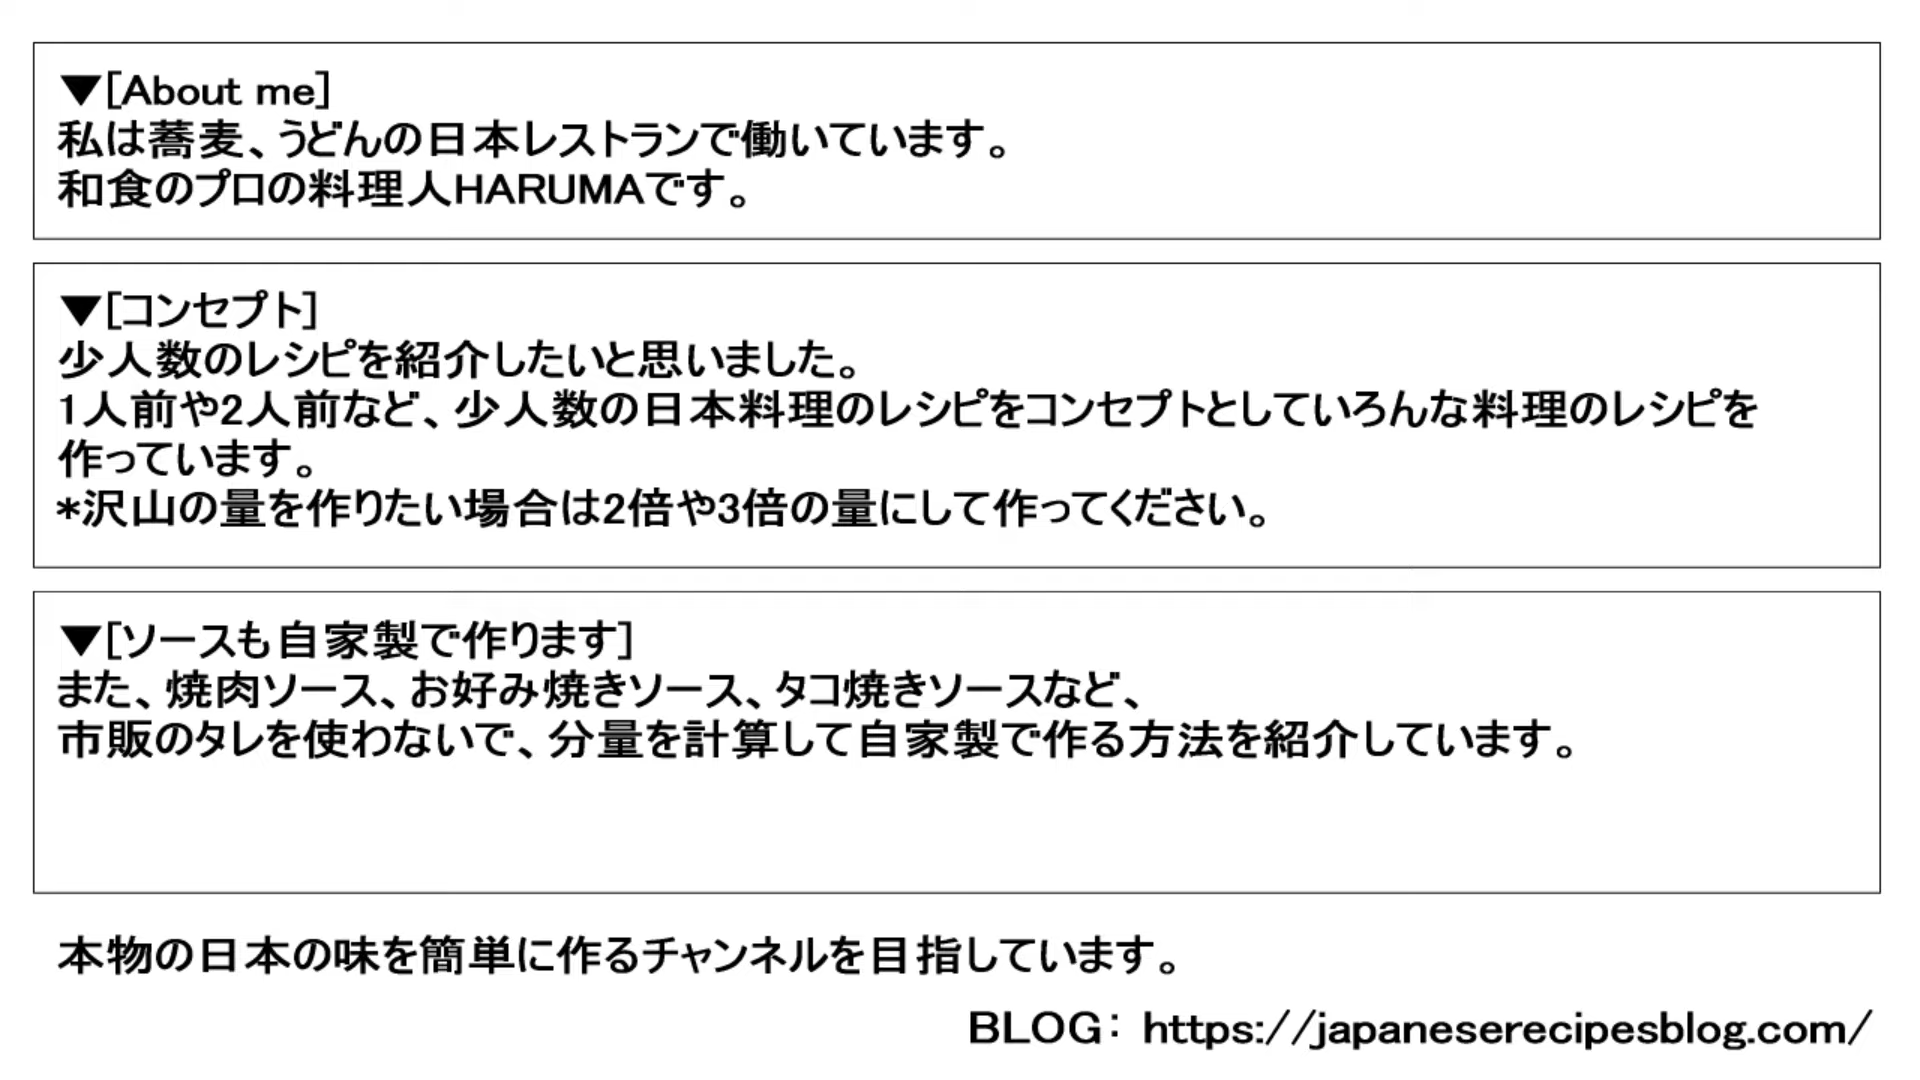 ▼[About me]
私は蕎麦、うどんの日本レストランで働いています。
和食のプロの料理人HARUMAです。
▼[コンセプト]
少人数のレシピを紹介したいと思いました。
1人前や2人前など、少人数の日本料理のレシピをコンセプトとしていろんな料理のレシピを
作っています。
*沢山の量を作りたい場合は2倍や3倍の量にして作ってください。
▼[ソースも自家製で作ります]
また、焼肉ソース、お好み焼きソース、タコ焼きソースなど、
市販のタレを使わないで、分量を計算して自家製で作る方法を紹介しています。
本物の日本の味を簡単に作るチャンネルを目指しています。
BLOG： https://japaneserecipesblog.com/